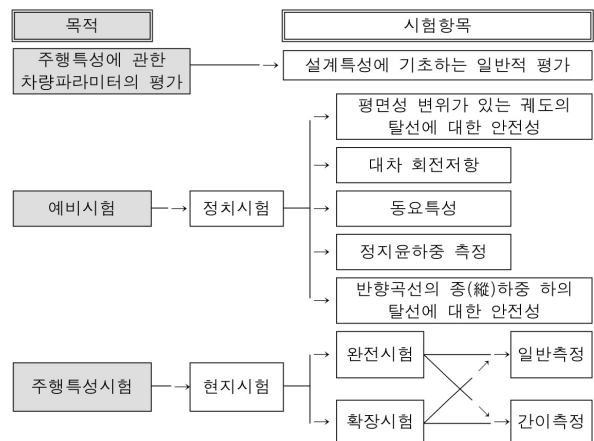 목적
시험항목
주행특성에 관한
차량파라미터의 평가
설계특성에 기초하는 일반적 평가
평면성 변위가 있는 궤도의
탈선에 대한 안전성
대차 회전저항
예비시험
정치시험
동요특성
정지윤하중 측정
반향곡선의 종(縱)하중 하의
탈선에 대한 안전성
주행특성시험
현지시험
완전시험
일반측정
확장시험
간이측정